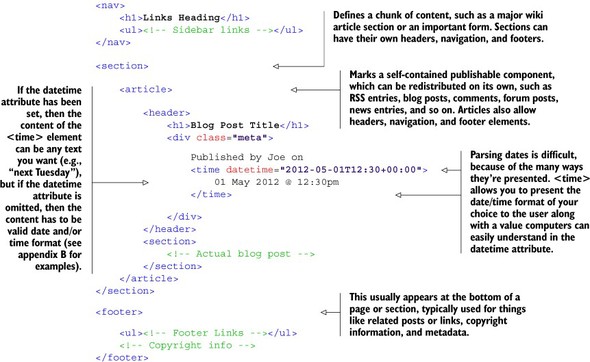 <nav>
<h1>Links Heading</h1>
<ul><!-- Sidebar links --></ul>
</nav>
Defines a chunk of content, such as a major wiki
article section or an important form. Sections can
have their own headers, navigation, and footers.
<section>
<article>
Marks a self-contained publishable component,
which can be redistributed on its own, such as
RSS entries, blog posts, comments, forum posts,
news entries, and so on. Articles also allow
headers, navigation, and footer elements.
If the datetime
attribute has been
set, then the
content of the
<time> element
can be any text
you want (e.g.,
“next Tuesday”),
but if the datetime
attribute is
omitted, then the
content has to be
valid date and/or
time format (see
appendix B for
examples).
<header>
<h1>Blog Post Title</h1>
<div class="meta">
Published by Joe on
<time datetime="2012-05-01T12:30+00:00">
01 May 2012 @ 12:30pm
</time>
</div>
</header>
<section>
<!-- Actual blog post -->
</section>
</article>
</section>
Parsing dates is difficult,
because of the many ways
they’re presented. <time>
allows you to present the
date/time format of your
choice to the user along
with a value computers can
easily understand in the
datetime attribute.
<footer>
<ul><!-- Footer Links --></ul>
<!-- Copyright info -->
</footer>
This usually appears at the bottom of a
page or section, typically used for things
like related posts or links, copyright
information, and metadata.